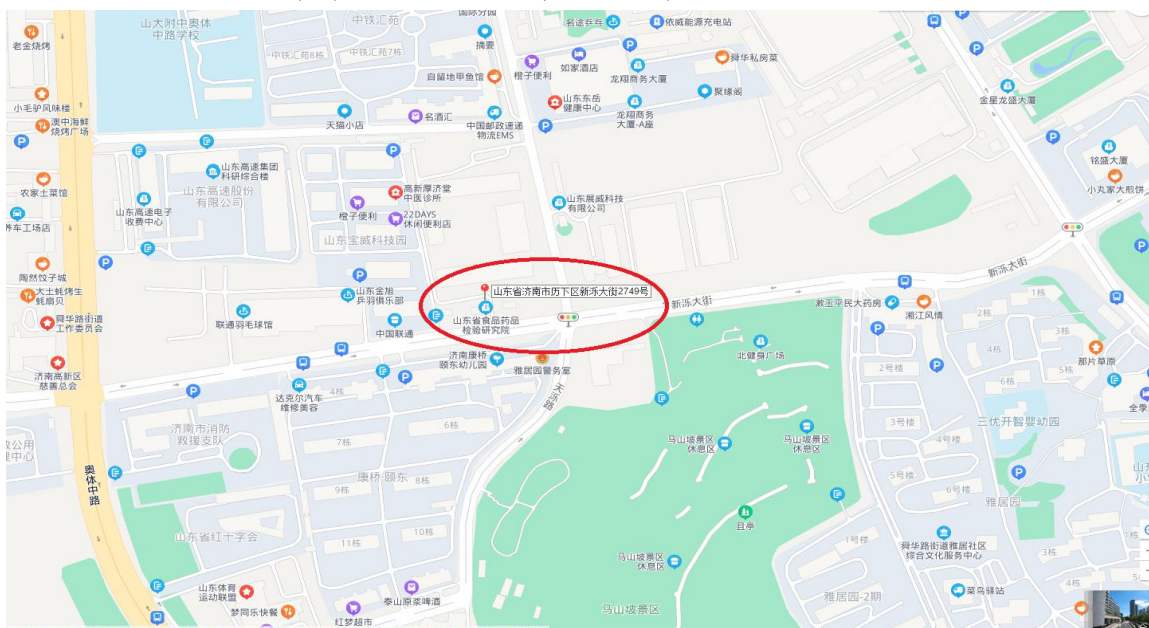 国际穷困
山大附中奥体
中路学校
中铁汇苑
名途乒乓
依威能源充电站
老金烧烤
摘要
中铁汇苑8栋
中铁汇苑7栋
如家酒店
舜华私房菜
自留地甲鱼馆
橙子便利
龙翔商务大厦
聚缘阁
小毛驴风味楼
山东东岳
健康中心
金星龙盛大厦
天猫小店
名酒汇
中国邮政速递
物流EMS
龙翔商务
大厦-A座
澳中海鲜
烧烤广场
铭盛大厦
山东高速集团
科研综合楼
农家土菜馆
山东高速股份
有限公司
高新厚济堂
中医诊所
小丸家大煎饼
山东高速电子
收费中心
橙子便利
22DAYS
休闲便利店
山东展威科技
有限公司
养车工场店
山东宝威科技园
陶然饺子城
新泺大街
大土蚝烤生
蚝扇贝
山东金旭
乒羽俱乐部
山东省济南市历下区新泺大街2749号
1栋
漱玉平民大药房
新泺大街
舜华路街道
工作委员会
联通羽毛球馆
中国联通
山东省食品药品
检验研究院
湘江风情
2栋
3栋
济南康桥
颐东幼儿园
雅居园警务室
北健身广场
4栋
那片草原
济南高新区
慈善总会
2号楼
5栋
6栋
达克尔汽车
维修美容
4栋
天泺路
全季
济南市消防
救援支队
6栋
3号楼
三优开智婴幼园
7栋
马山坡景区
休息区
马山坡景区
休息区
4号楼
奥体中路
康桥颐东
8栋
5号楼
9栋
6号楼
雅居园
10栋
且亭
山东省红十字会
11栋
1号楼
舜华路街道雅居社区
综合文化服务中心
马山坡景区
休息区
3栋
山东体育
运动联盟
泰山原浆啤酒
雅居园-2期
菜鸟驿站
4栋
梦同乐快餐
红梦超市
马山坡景区